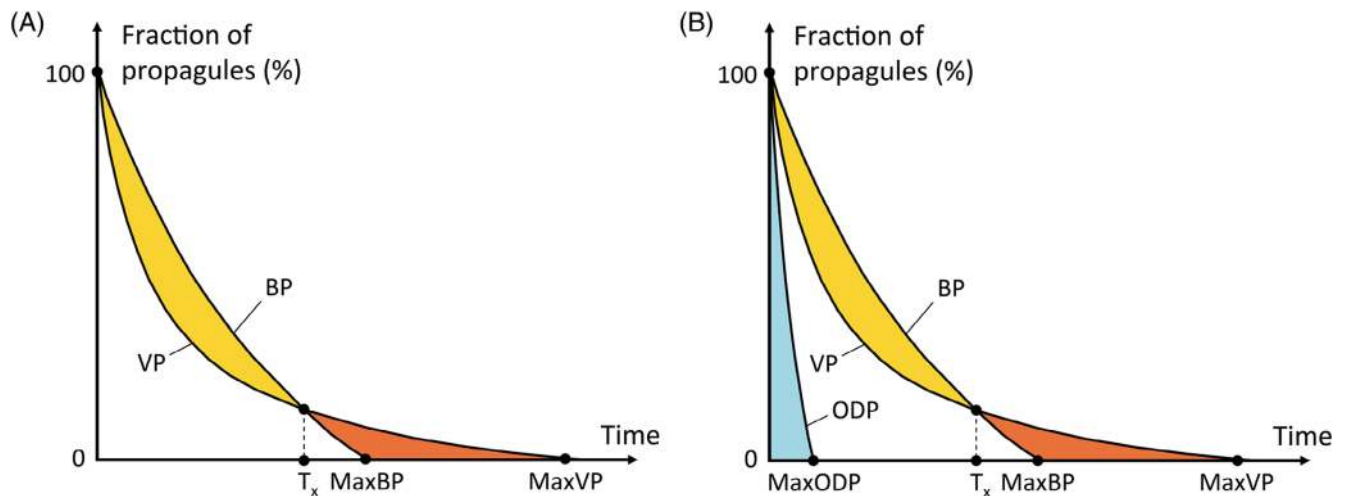 (A)
Fraction of
propagules (%)
100
BP
VP
Time
0
Tx MaxBP MaxVP
(B)
Fraction of
propagules (%)
100
BP
VP
ODP
Time
0
MaxODP Tx MaxBP MaxVP